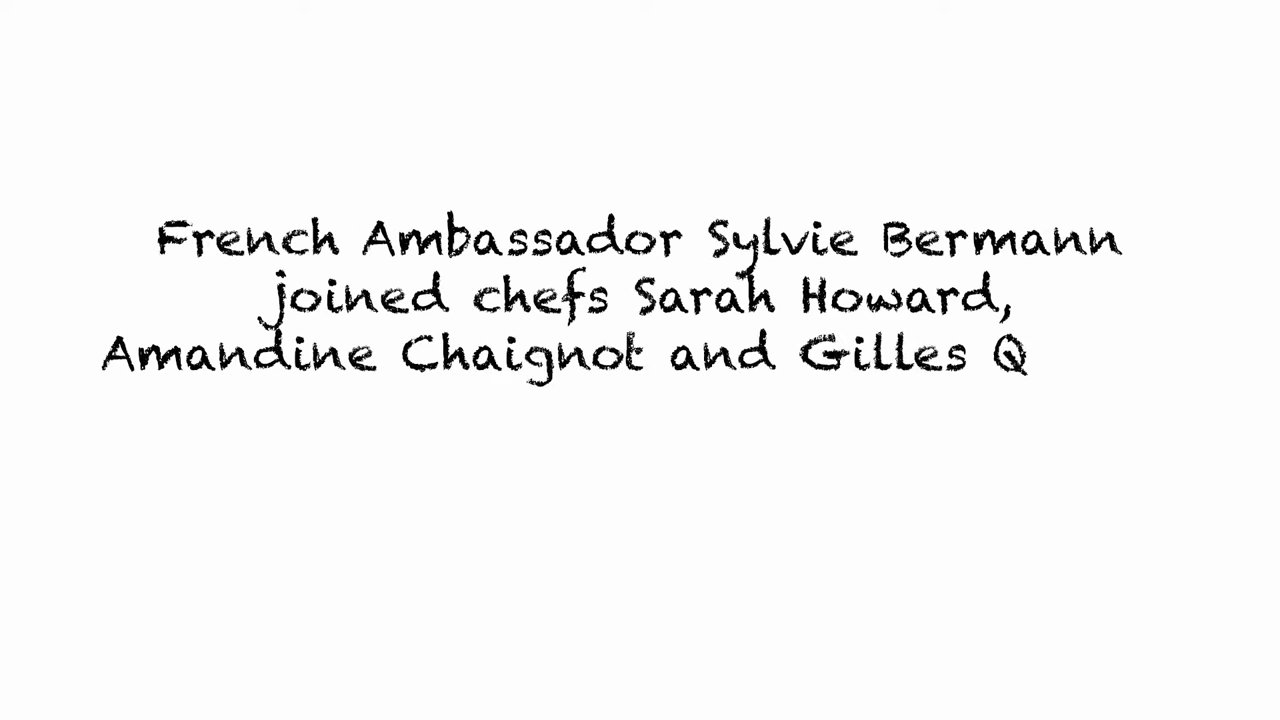 French Ambassador Sylvie Bermann
joined chefs Sarah Howard,
Amandine Chaignot and Gilles Q